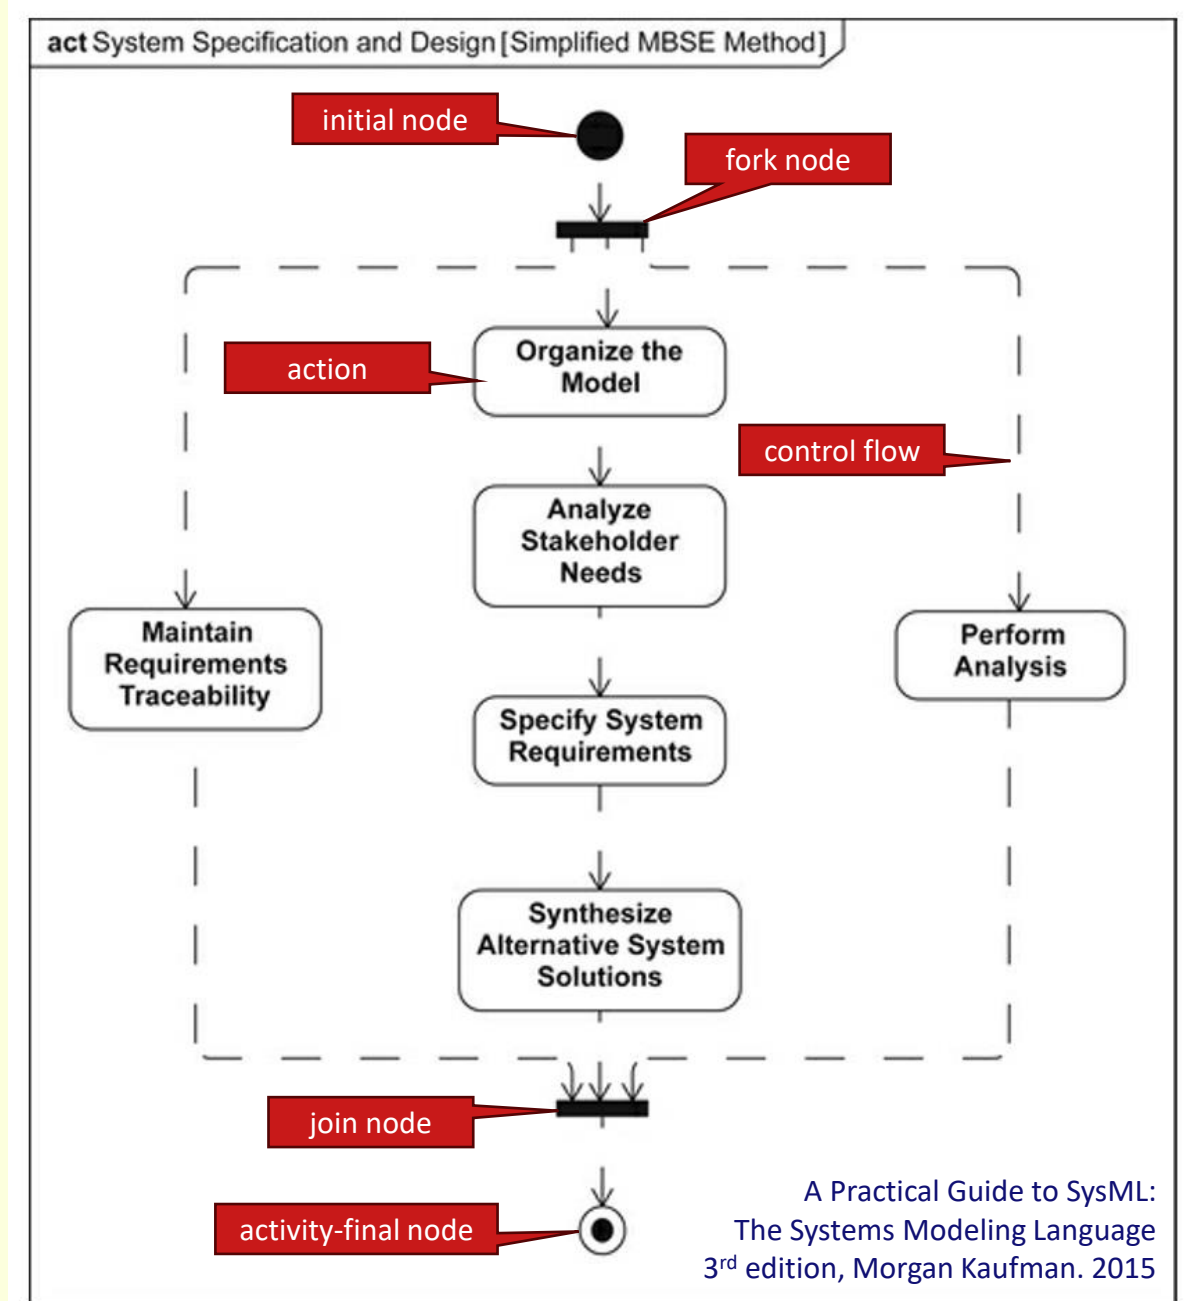 act System Specification and Design [Simplified MBSE Method]
initial node
fork node
Organize the
Model
action
control flow
Analyze
Stakeholder
Needs
Maintain
Requirements
Traceability
Perform
Analysis
Specify System
Requirements
Synthesize
Alternative System
Solutions
join node
activity-final node
A Practical Guide to SysML:
The Systems Modeling Language
3rd edition, Morgan Kaufman. 2015